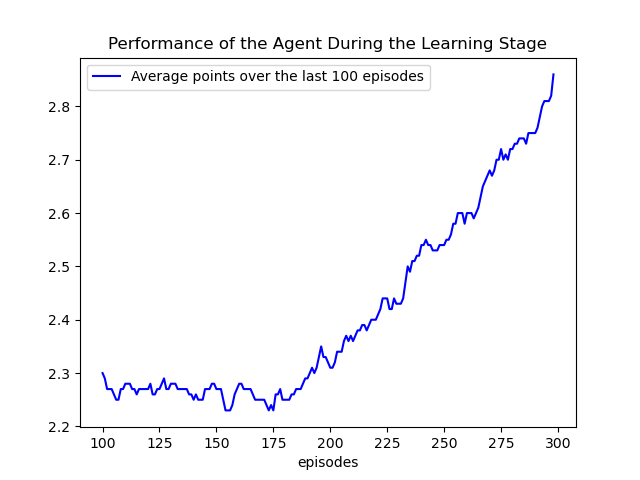 Performance of the Agent During the Learning Stage
Average points over the last 100 episodes
2.8
2.7
2.6
2.5
2.4
2.3
2.2
100 125 150 175 200 225 250 275 300
episodes